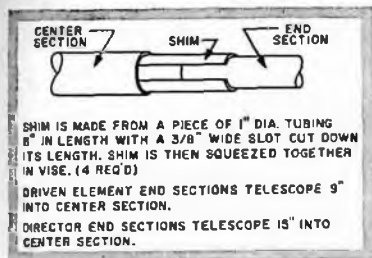 CENTER SECTION
SHIM
END SECTION
SHIM IS MADE FROM A PIECE OF 1" DIA. TUBING
8" IN LENGTH WITH A 3/8" WIDE SLOT CUT DOWN
ITS LENGTH. SHIM IS THEN SQUEEZED TOGETHER
IN VISE. (4 REQ'D)
DRIVEN ELEMENT END SECTIONS TELESCOPE 9"
INTO CENTER SECTION.
DIRECTOR END SECTIONS TELESCOPE 15" INTO
CENTER SECTION.